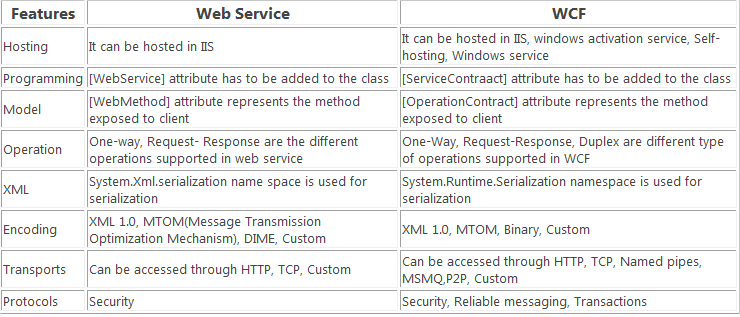 Features Web Service WCF
Hosting It can be hosted in IIS It can be hosted in IIS, windows activation service, Self-
hosting, Windows service
Programming [WebService] attribute has to be added to the class [ServiceContraact] attribute has to be added to the class
Model [WebMethod] attribute represents the method
exposed to client [OperationContract] attribute represents the method
exposed to client
Operation One-way, Request- Response are the different
operations supported in web service One-Way, Request-Response, Duplex are different type
of operations supported in WCF
XML System.Xml.serialization name space is used for
serialization System.Runtime.Serialization namespace is used for
serialization
Encoding XML 1.0, MTOM(Message Transmission
Optimization Mechanism), DIME, Custom XML 1.0, MTOM, Binary, Custom
Transports Can be accessed through HTTP, TCP, Custom Can be accessed through HTTP, TCP, Named pipes,
MSMQ,P2P, Custom
Protocols Security Security, Reliable messaging, Transactions